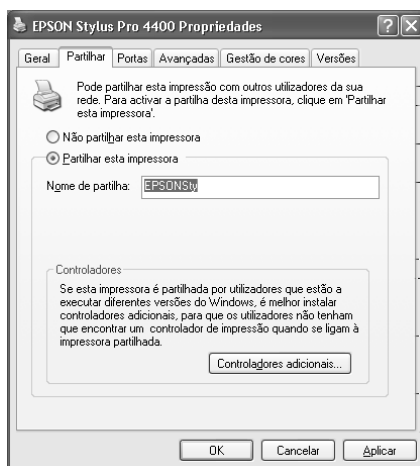 EPSON Stylus Pro 4400 Propriedades
Geral Partilhar Portas Avançadas Gestão de cores Versões
Pode partilhar esta impressão com outros utilizadores da sua
rede. Para activar a partilha desta impressora, clique em 'Partilhar
esta impressora'.
Não partilhar esta impressora
Partilhar esta impressora
Nome de partilha: EPSONSty
Controladores
Se esta impressora é partilhada por utilizadores que estão a
executar diferentes versões do Windows, é melhor instalar
controladores adicionais, para que os utilizadores não tenham
que encontrar um controlador de impressão quando se ligam à
impressora partilhada.
Controladores adicionais...
OK Cancelar Aplicar